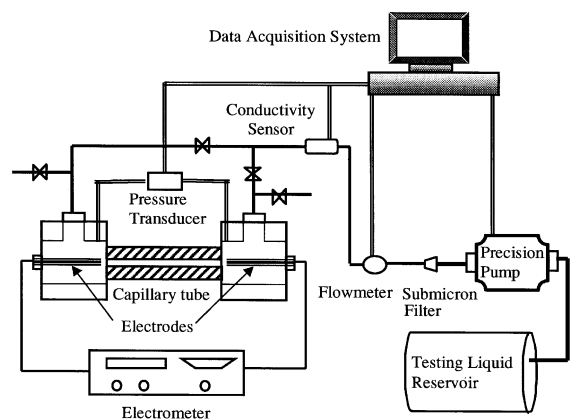 Data Acquisition System
Conductivity
Sensor
Pressure
Transducer
Precision
Pump
Capillary tube
Flowmeter
Submicron
Filter
Electrodes
Testing Liquid
Reservoir
Electrometer